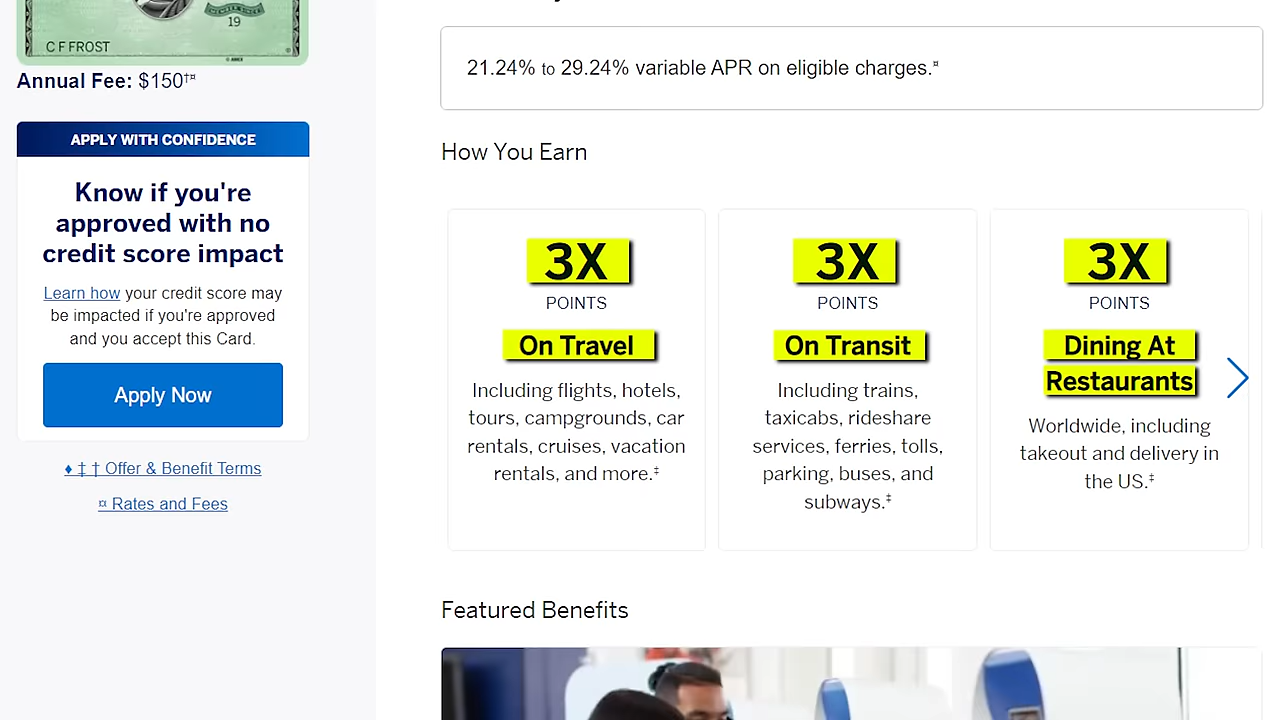 19
C F FROST
Annual Fee: $150†¤
APPLY WITH CONFIDENCE
Know if you're
approved with no
credit score impact
Learn how your credit score may
be impacted if you're approved
and you accept this Card.
Apply Now
♦ ‡ † Offer & Benefit Terms
¤ Rates and Fees
21.24% to 29.24% variable APR on eligible charges.¤
How You Earn
3X
POINTS
On Travel
Including flights, hotels,
tours, campgrounds, car
rentals, cruises, vacation
rentals, and more.‡
3X
POINTS
On Transit
Including trains,
taxicabs, rideshare
services, ferries, tolls,
parking, buses, and
subways.‡
3X
POINTS
Dining At
Restaurants
Worldwide, including
takeout and delivery in
the US.‡
Featured Benefits